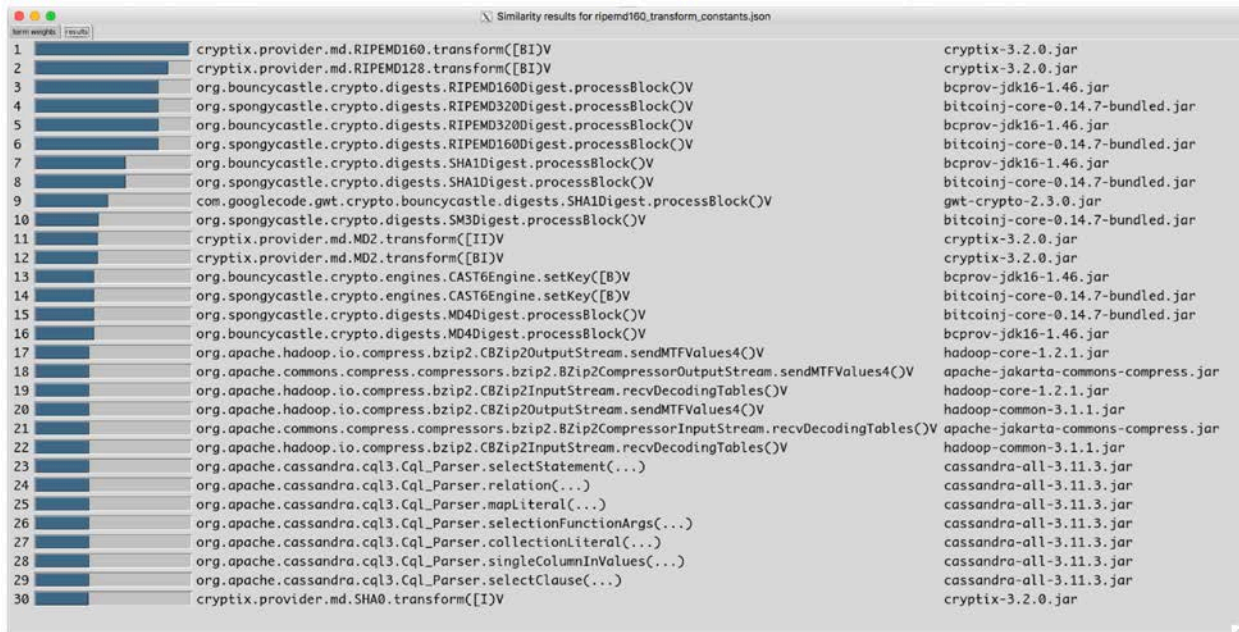 Similarity results for ripemd160_transform_constants.json
term weights results
1 cryptix.provider.md.RIPEMD160.transform([BI)V cryptix-3.2.0.jar
2 cryptix.provider.md.RIPEMD128.transform([BI)V cryptix-3.2.0.jar
3 org.bouncycastle.crypto.digests.RIPEMD160Digest.processBlock()V bcprov-jdk16-1.46.jar
4 org.spongycastle.crypto.digests.RIPEMD320Digest.processBlock()V bitcoinj-core-0.14.7-bundled.jar
5 org.bouncycastle.crypto.digests.RIPEMD320Digest.processBlock()V bcprov-jdk16-1.46.jar
6 org.spongycastle.crypto.digests.RIPEMD160Digest.processBlock()V bitcoinj-core-0.14.7-bundled.jar
7 org.bouncycastle.crypto.digests.SHA1Digest.processBlock()V bcprov-jdk16-1.46.jar
8 org.spongycastle.crypto.digests.SHA1Digest.processBlock()V bitcoinj-core-0.14.7-bundled.jar
9 com.googlecode.gwt.crypto.bouncycastle.digests.SHA1Digest.processBlock()V gwt-crypto-2.3.0.jar
10 org.spongycastle.crypto.digests.SM3Digest.processBlock()V bitcoinj-core-0.14.7-bundled.jar
11 cryptix.provider.md.MD2.transform([II)V cryptix-3.2.0.jar
12 cryptix.provider.md.MD2.transform([BI)V cryptix-3.2.0.jar
13 org.bouncycastle.crypto.engines.CAST6Engine.setKey([B)V bcprov-jdk16-1.46.jar
14 org.spongycastle.crypto.engines.CAST6Engine.setKey([B)V bitcoinj-core-0.14.7-bundled.jar
15 org.spongycastle.crypto.digests.MD4Digest.processBlock()V bitcoinj-core-0.14.7-bundled.jar
16 org.bouncycastle.crypto.digests.MD4Digest.processBlock()V bcprov-jdk16-1.46.jar
17 org.apache.hadoop.io.compress.bzip2.CBZip2OutputStream.sendMTFValues4()V hadoop-core-1.2.1.jar
18 org.apache.commons.compress.compressors.bzip2.BZip2CompressorOutputStream.sendMTFValues4()V apache-jakarta-commons-compress.jar
19 org.apache.hadoop.io.compress.bzip2.CBZip2InputStream.recvDecodingTables()V hadoop-core-1.2.1.jar
20 org.apache.hadoop.io.compress.bzip2.CBZip2OutputStream.sendMTFValues4()V hadoop-common-3.1.1.jar
21 org.apache.commons.compress.compressors.bzip2.BZip2CompressorInputStream.recvDecodingTables()V apache-jakarta-commons-compress.jar
22 org.apache.hadoop.io.compress.bzip2.CBZip2InputStream.recvDecodingTables()V hadoop-common-3.1.1.jar
23 org.apache.cassandra.cql3.Cql_Parser.selectStatement(...) cassandra-all-3.11.3.jar
24 org.apache.cassandra.cql3.Cql_Parser.relation(...) cassandra-all-3.11.3.jar
25 org.apache.cassandra.cql3.Cql_Parser.mapLiteral(...) cassandra-all-3.11.3.jar
26 org.apache.cassandra.cql3.Cql_Parser.selectionFunctionArgs(...) cassandra-all-3.11.3.jar
27 org.apache.cassandra.cql3.Cql_Parser.collectionLiteral(...) cassandra-all-3.11.3.jar
28 org.apache.cassandra.cql3.Cql_Parser.singleColumnInValues(...) cassandra-all-3.11.3.jar
29 org.apache.cassandra.cql3.Cql_Parser.selectClause(...) cassandra-all-3.11.3.jar
30 cryptix.provider.md.SHA0.transform([I)V cryptix-3.2.0.jar